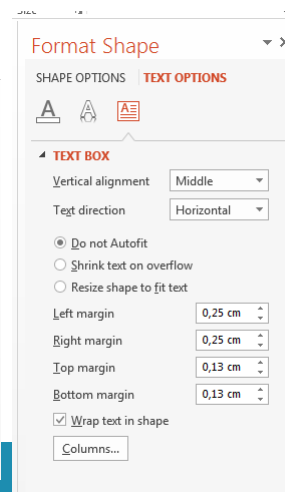 Size
Format Shape
SHAPE OPTIONS TEXT OPTIONS
A A A
TEXT BOX
Vertical alignment Middle
Text direction Horizontal
Do not Autofit
Shrink text on overflow
Resize shape to fit text
Left margin 0,25 cm
Right margin 0,25 cm
Top margin 0,13 cm
Bottom margin 0,13 cm
Wrap text in shape
Columns...